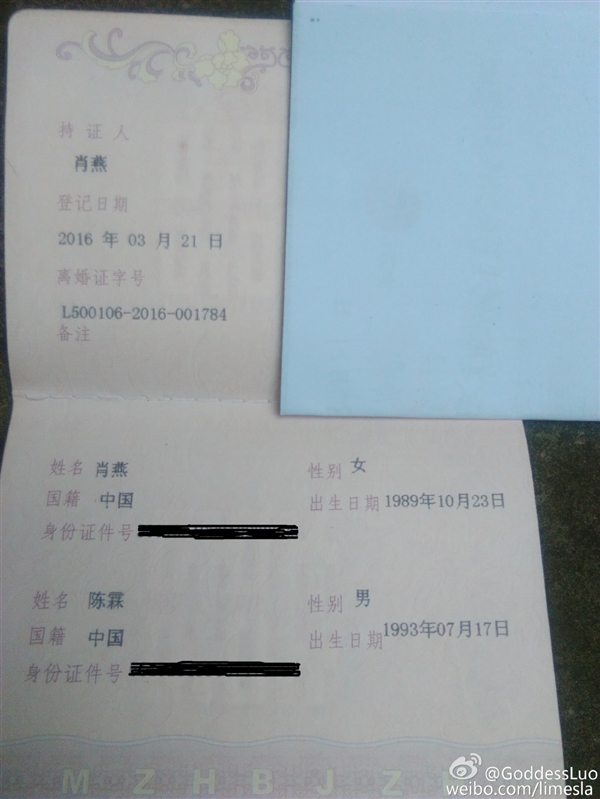 持 证 人
肖燕
登记日期
2016 年 03 月 21 日
离婚证字号
L500106-2016-001784
备注
姓名 肖燕 性别 女
国籍 中国 出生日期 1989年10月23日
身份证件号
姓名 陈霖 性别 男
国籍 中国 出生日期 1993年07月17日
身份证件号
M Z H B J Z
@GoddessLuo
weibo.com/limesla